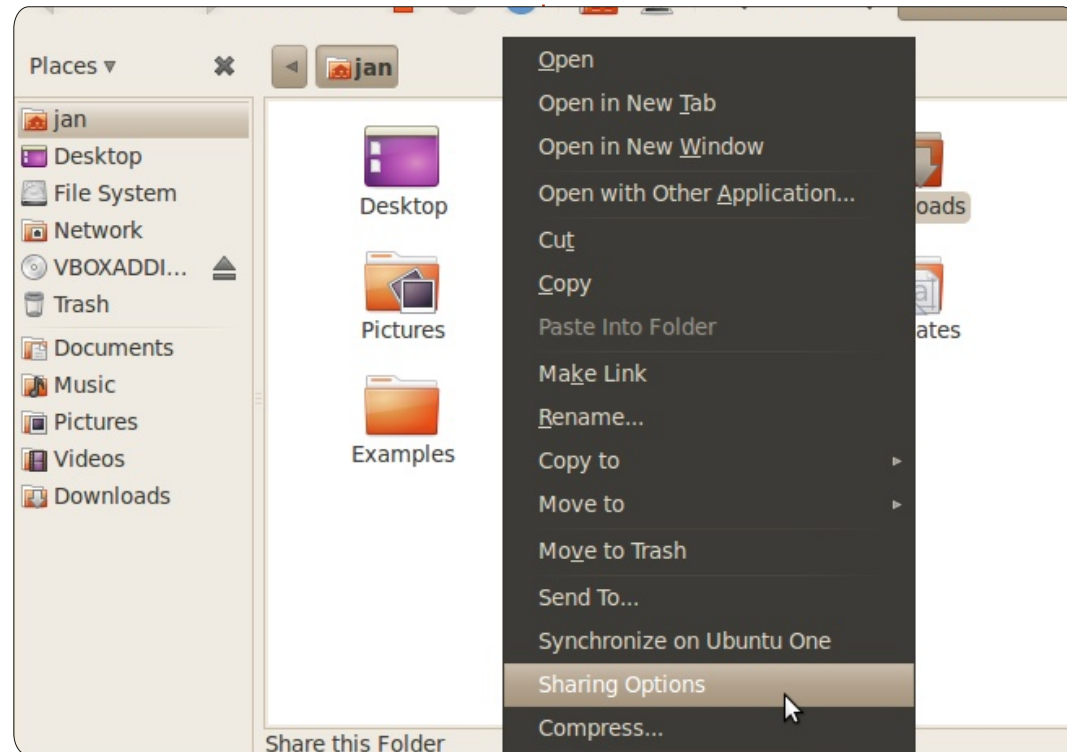 Places
jan
Desktop
File System
Network
VBOXADDI...
Trash
Documents
Music
Pictures
Videos
Downloads
jan
Desktop
Pictures
Examples
Open
Open in New Tab
Open in New Window
Open with Other Application...
Cut
Copy
Paste Into Folder
Make Link
Rename...
Copy to
Move to
Move to Trash
Send To...
Synchronize on Ubuntu One
Sharing Options
Compress...
oads
ates
Share this Folder